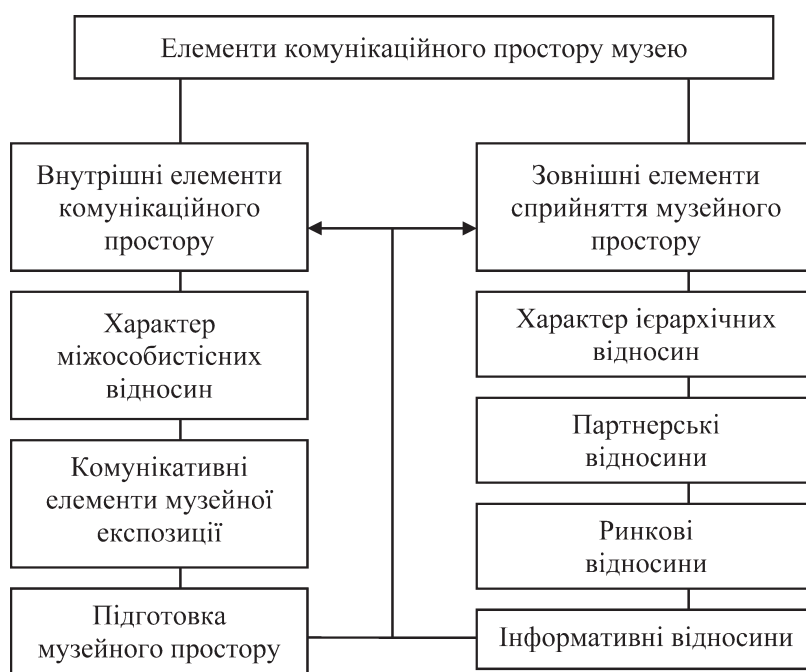 Елементи комунікаційного простору музею
Внутрішні елементи
комунікаційного
простору
Характер
міжособистісних
відносин
Комунікативні
елементи музейної
експозиції
Підготовка
музейного простору
Зовнішні елементи
сприйняття музейного
простору
Характер ієрархічних
відносин
Партнерські
відносини
Ринкові
відносини
Інформативні відносини